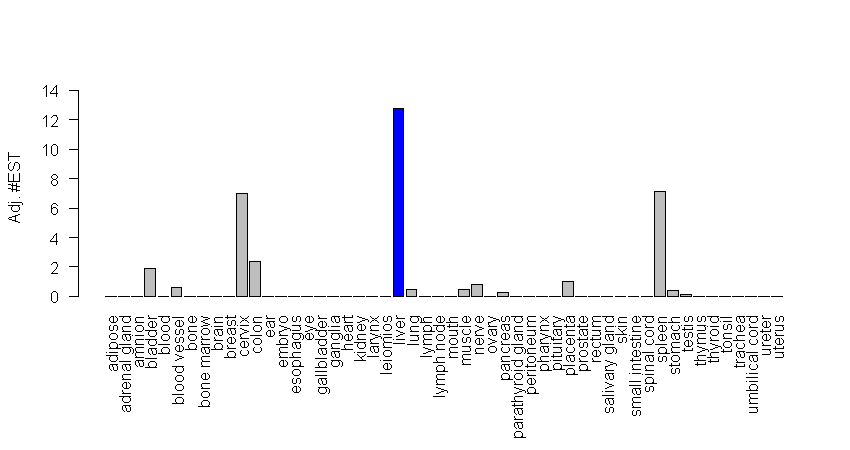 Adj. #EST
14
12
10
8
6
4
2
0
adipose
adrenal gland
amnion
bladder
blood
blood vessel
bone
bone marrow
brain
breast
cervix
colon
ear
embryo
esophagus
eye
gallbladder
ganglia
heart
kidney
larynx
leiomios
liver
lung
lymph
lymph node
mouth
muscle
nerve
ovary
pancreas
parathyroid gland
peritoneum
pharynx
pituitary
placenta
prostate
rectum
salivary gland
skin
small intestine
spinal cord
spleen
stomach
testis
thymus
thyroid
tonsil
trachea
umbilical cord
ureter
uterus